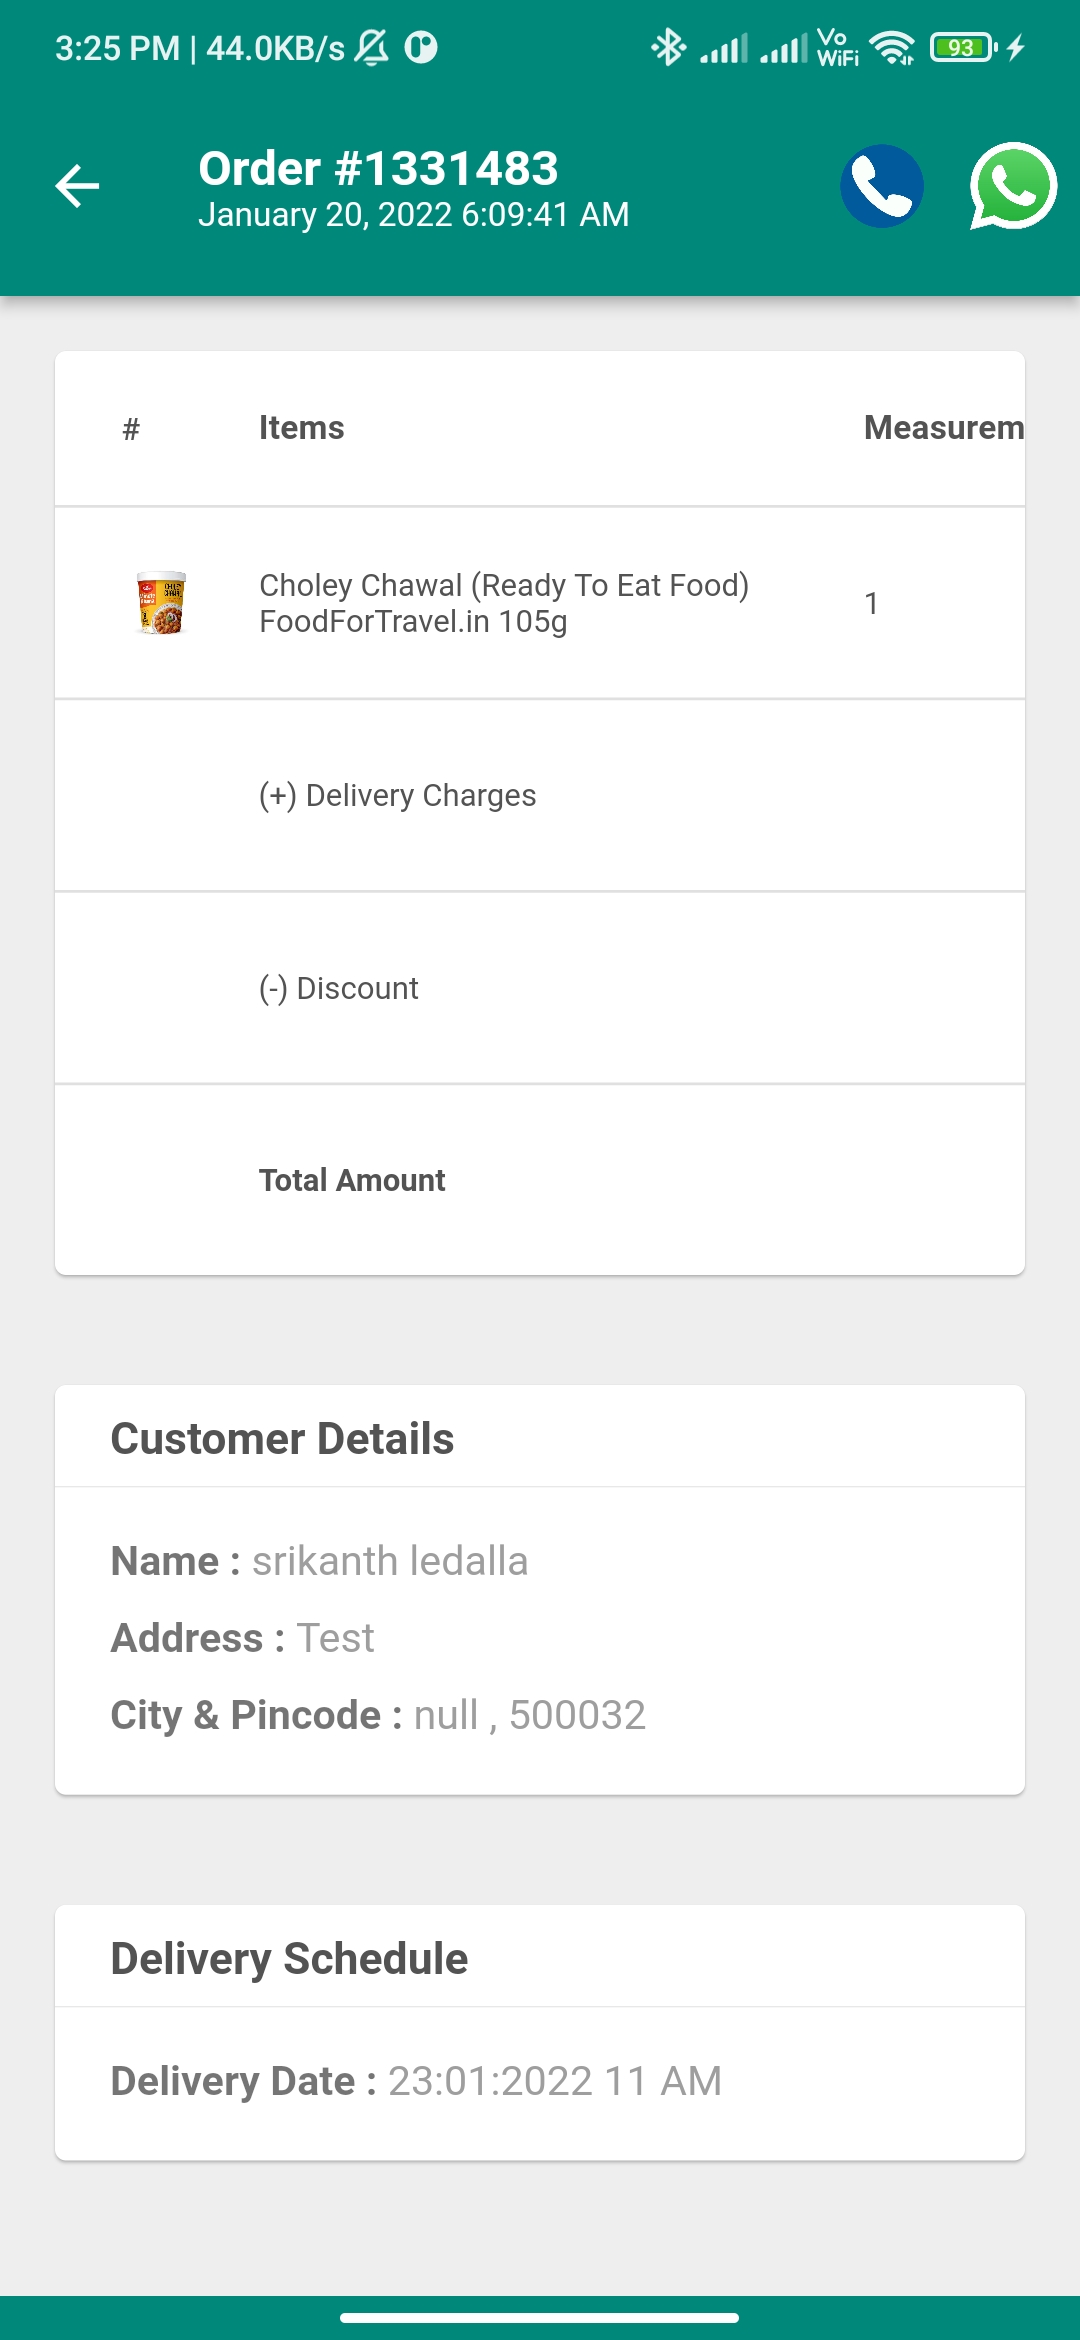 3:25 PM | 44.0KB/s
Vo
WiFi
93
Order #1331483
January 20, 2022 6:09:41 AM
# Items Measurem
Choley Chawal (Ready To Eat Food)
FoodForTravel.in 105g
1
(+) Delivery Charges
(-) Discount
Total Amount
Customer Details
Name : srikanth ledalla
Address : Test
City & Pincode : null , 500032
Delivery Schedule
Delivery Date : 23:01:2022 11 AM